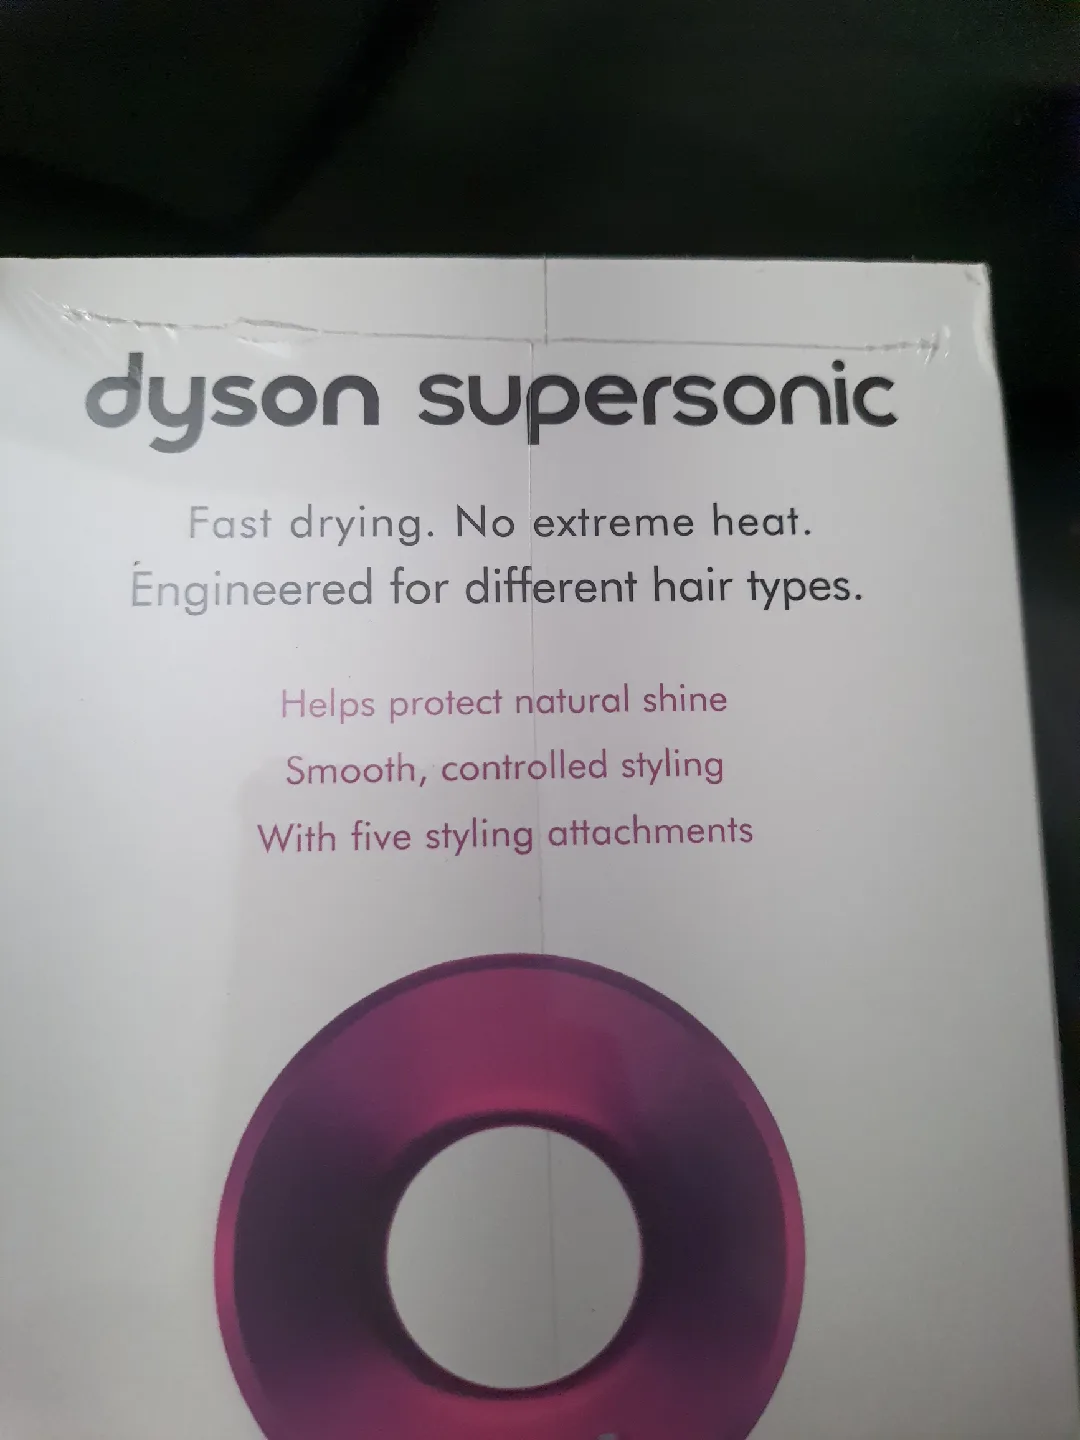 dyson supersonic
Fast drying. No extreme heat.
Engineered for different hair types.
Helps protect natural shine
Smooth, controlled styling
With five styling attachments